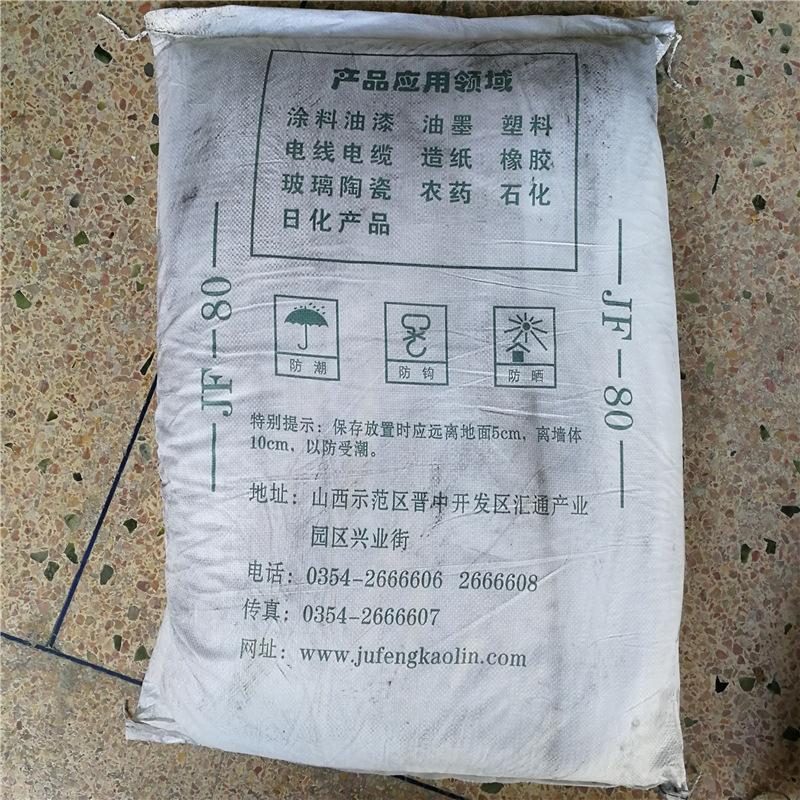 产品应用领域
涂料油漆 油墨 塑料
电线电缆 造纸 橡胶
玻璃陶瓷 农药 石化
日化产品
JF-80
JF-80
防潮
防钩
防晒
特别提示：保存放置时应远离地面5cm，离墙体
10cm，以防受潮。
地址：山西示范区晋中开发区汇通产业
园区兴业街
电话：0354-2666606 2666608
传真：0354-2666607
网址：www.jufengkaolin.com